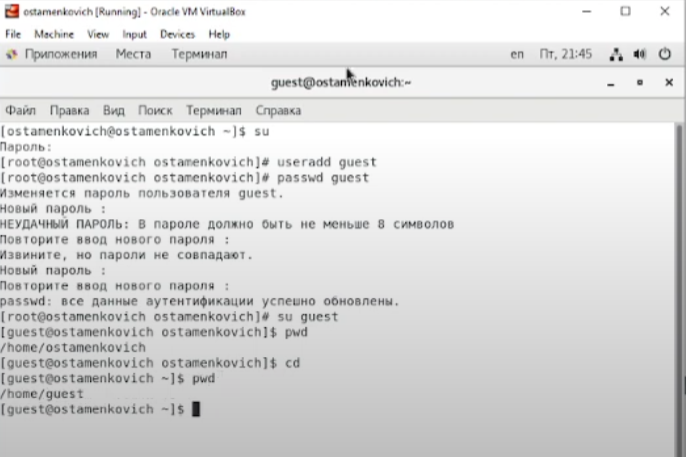 ostamenkovich [Running] - Oracle VM VirtualBox
File Machine View Input Devices Help
Приложения Места Терминал en Пт, 21:45
guest@ostamenkovich:~
Файл Правка Вид Поиск Терминал Справка
[ostamenkovich@ostamenkovich ~]$ su
Пароль:
[root@ostamenkovich ostamenkovich]# useradd guest
[root@ostamenkovich ostamenkovich]# passwd guest
Изменяется пароль пользователя guest.
Новый пароль :
НЕУДАЧНЫЙ ПАРОЛЬ: В пароле должно быть не меньше 8 символов
Повторите ввод нового пароля :
Извините, но пароли не совпадают.
Новый пароль :
Повторите ввод нового пароля :
passwd: все данные аутентификации успешно обновлены.
[root@ostamenkovich ostamenkovich]# su guest
[guest@ostamenkovich ostamenkovich]$ pwd
/home/ostamenkovich
[guest@ostamenkovich ostamenkovich]$ cd
[guest@ostamenkovich ~]$ pwd
/home/guest
[guest@ostamenkovich ~]$